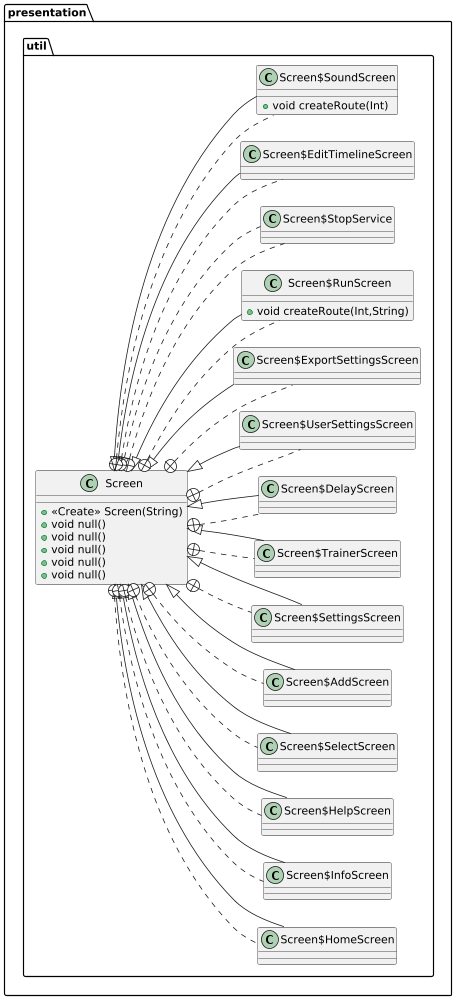 presentation
util
C Screen$SoundScreen
void createRoute(Int)
C Screen$EditTimelineScreen
C Screen$StopService
C Screen$RunScreen
void createRoute(Int,String)
C Screen$ExportSettingsScreen
C Screen$UserSettingsScreen
C Screen
«Create» Screen(String)
void null()
void null()
void null()
void null()
void null()
C Screen$DelayScreen
C Screen$TrainerScreen
C Screen$SettingsScreen
C Screen$AddScreen
C Screen$SelectScreen
C Screen$HelpScreen
C Screen$InfoScreen
C Screen$HomeScreen